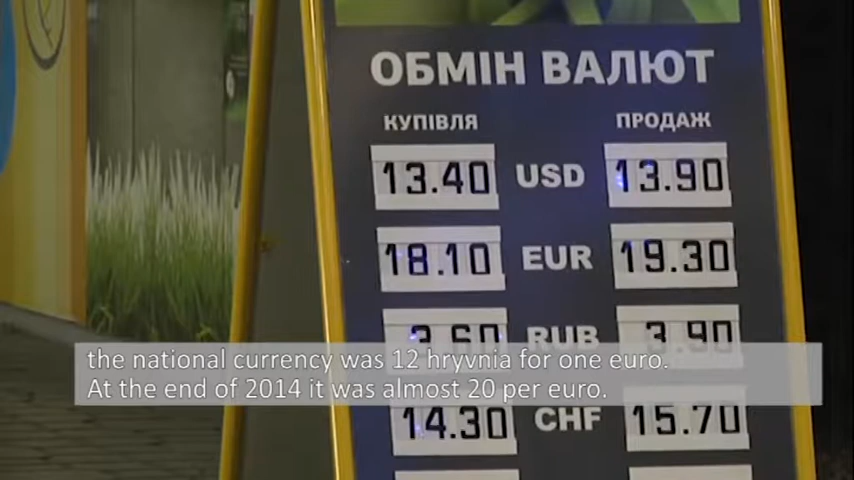 ОБМІН ВАЛЮТ
КУПІВЛЯ ПРОДАЖ
13.40 USD 13.90
18.10 EUR 19.30
3.60 RUB 3.90
the national currency was 12 hryvnia for one euro.
At the end of 2014 it was almost 20 per euro.
14.30 CHF 15.70